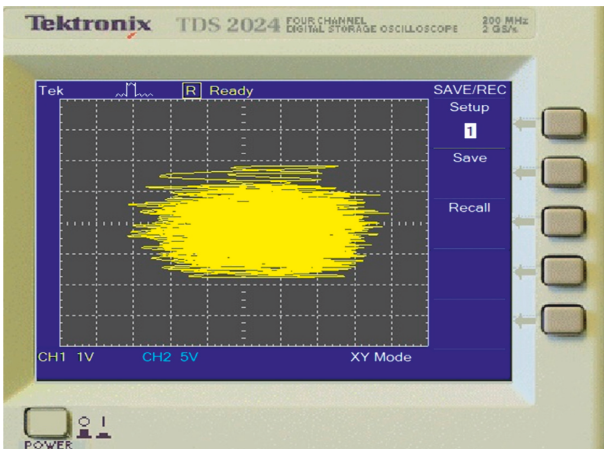 Tektronix TDS 2024 FOUR CHANNEL 200 MHz
DIGITAL STORAGE OSCILLOSCOPE 2 GS/s
Tek R Ready SAVE/REC
Setup
1
Save
Recall
CH1 1V CH2 5V XY Mode
POWER